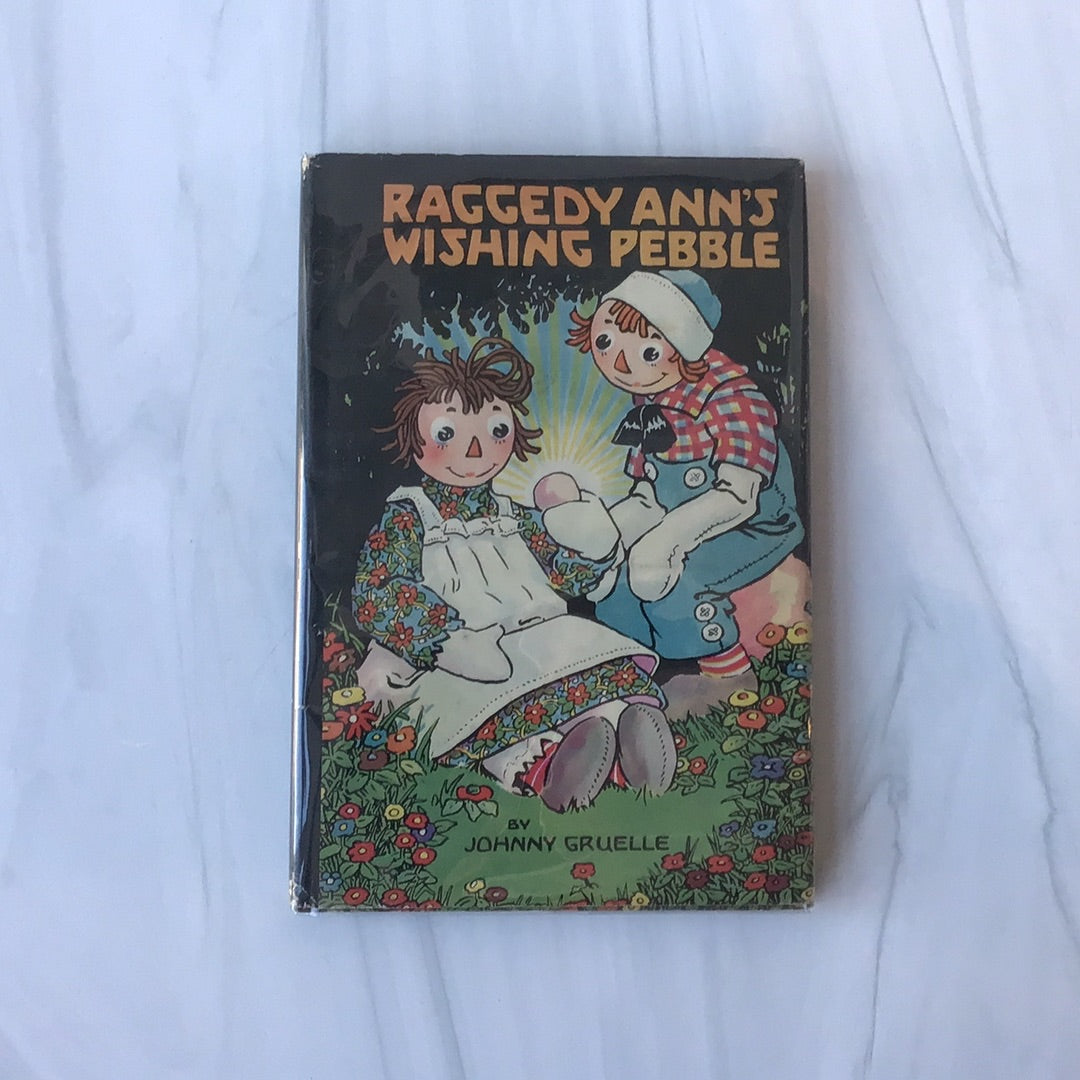 RAGGEDY ANN'S
WISHING PEBBLE
BY
JOHNNY GRUELLE